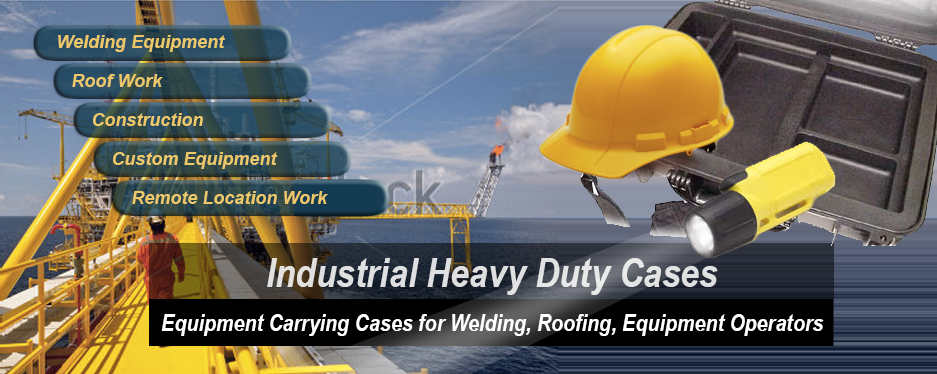 Welding Equipment
Roof Work
Construction
Custom Equipment
Remote Location Work
Industrial Heavy Duty Cases
Equipment Carrying Cases for Welding, Roofing, Equipment Operators